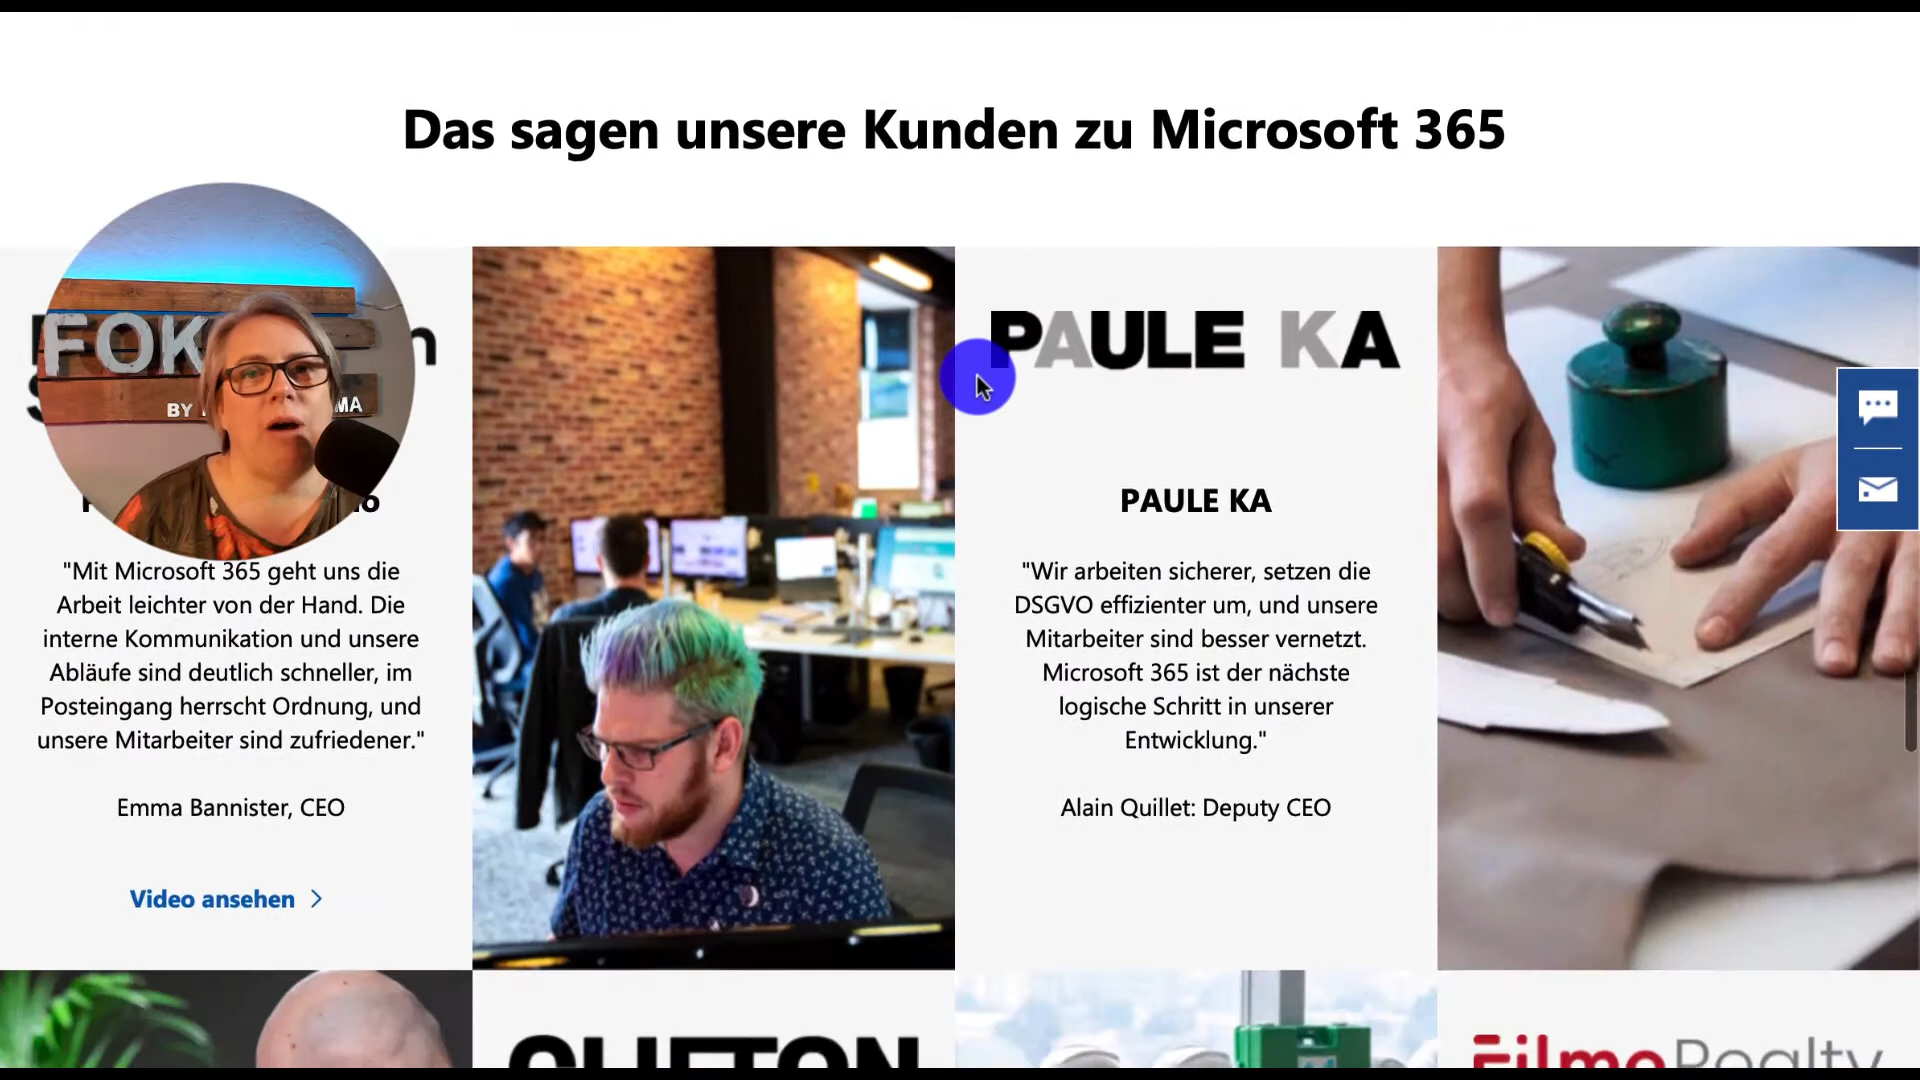 Das sagen unsere Kunden zu Microsoft 365
FOK
BY
MA
"Mit Microsoft 365 geht uns die
Arbeit leichter von der Hand. Die
interne Kommunikation und unsere
Abläufe sind deutlich schneller, im
Posteingang herrscht Ordnung, und
unsere Mitarbeiter sind zufriedener."
Emma Bannister, CEO
Video ansehen
PAULE KA
PAULE KA
"Wir arbeiten sicherer, setzen die
DSGVO effizienter um, und unsere
Mitarbeiter sind besser vernetzt.
Microsoft 365 ist der nächste
logische Schritt in unserer
Entwicklung."
Alain Quillet: Deputy CEO
CLIFTON
Filmo Realty